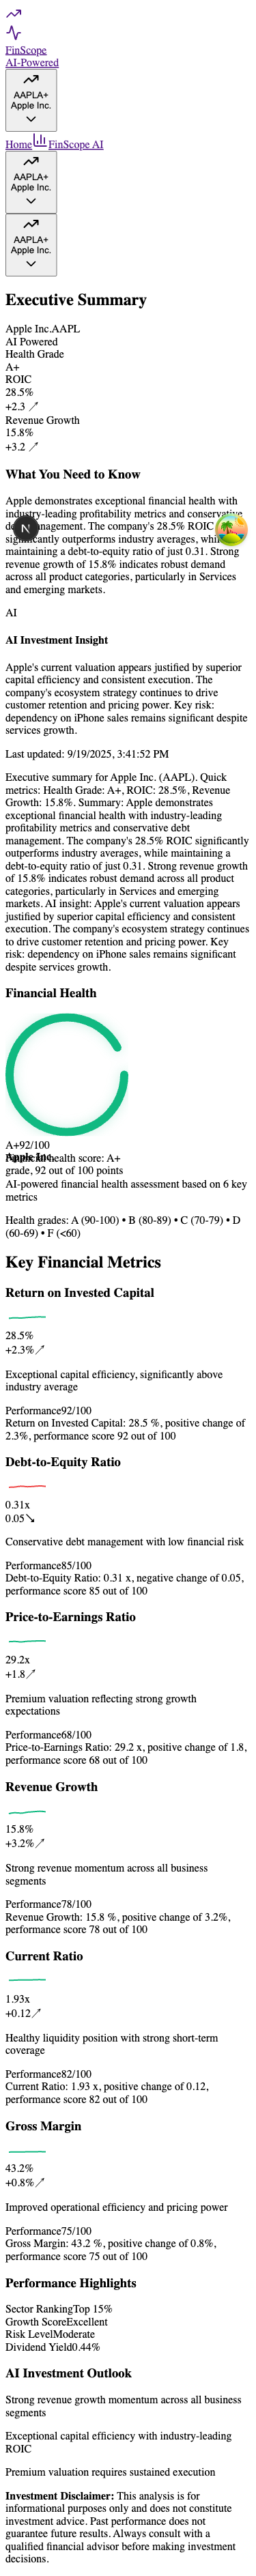 FinScope
AI-Powered
AAPLA+
Apple Inc.
Home FinScope AI
AAPLA+
Apple Inc.
AAPLA+
Apple Inc.
Executive Summary
Apple Inc.AAPL
AI Powered
Health Grade
A+
ROIC
28.5%
+2.3 ↗
Revenue Growth
15.8%
+3.2 ↗
What You Need to Know
Apple demonstrates exceptional financial health with
industry-leading profitability metrics and conservative
management. The company's 28.5% ROIC
significantly outperforms industry averages, while
maintaining a debt-to-equity ratio of just 0.31. Strong
revenue growth of 15.8% indicates robust demand
across all product categories, particularly in Services
and emerging markets.
N
AI
AI Investment Insight
Apple's current valuation appears justified by superior
capital efficiency and consistent execution. The
company's ecosystem strategy continues to drive
customer retention and pricing power. Key risk:
dependency on iPhone sales remains significant despite
services growth.
Last updated: 9/19/2025, 3:41:52 PM
Executive summary for Apple Inc. (AAPL). Quick
metrics: Health Grade: A+, ROIC: 28.5%, Revenue
Growth: 15.8%. Summary: Apple demonstrates
exceptional financial health with industry-leading
profitability metrics and conservative debt
management. The company's 28.5% ROIC significantly
outperforms industry averages, while maintaining a
debt-to-equity ratio of just 0.31. Strong revenue growth
of 15.8% indicates robust demand across all product
categories, particularly in Services and emerging
markets. AI insight: Apple's current valuation appears
justified by superior capital efficiency and consistent
execution. The company's ecosystem strategy continues
to drive customer retention and pricing power. Key
risk: dependency on iPhone sales remains significant
despite services growth.
Financial Health
A+92/100
Apple Inc.
Financial health score: A+
grade, 92 out of 100 points
AI-powered financial health assessment based on 6 key
metrics
Health grades: A (90-100) • B (80-89) • C (70-79) • D
(60-69) • F (<60)
Key Financial Metrics
Return on Invested Capital
28.5%
+2.3%↗
Exceptional capital efficiency, significantly above
industry average
Performance92/100
Return on Invested Capital: 28.5 %, positive change of
2.3%, performance score 92 out of 100
Debt-to-Equity Ratio
0.31x
0.05↘
Conservative debt management with low financial risk
Performance85/100
Debt-to-Equity Ratio: 0.31 x, negative change of 0.05,
performance score 85 out of 100
Price-to-Earnings Ratio
29.2x
+1.8↗
Premium valuation reflecting strong growth
expectations
Performance68/100
Price-to-Earnings Ratio: 29.2 x, positive change of 1.8,
performance score 68 out of 100
Revenue Growth
15.8%
+3.2%↗
Strong revenue momentum across all business
segments
Performance78/100
Revenue Growth: 15.8 %, positive change of 3.2%,
performance score 78 out of 100
Current Ratio
1.93x
+0.12↗
Healthy liquidity position with strong short-term
coverage
Performance82/100
Current Ratio: 1.93 x, positive change of 0.12,
performance score 82 out of 100
Gross Margin
43.2%
+0.8%↗
Improved operational efficiency and pricing power
Performance75/100
Gross Margin: 43.2 %, positive change of 0.8%,
performance score 75 out of 100
Performance Highlights
Sector RankingTop 15%
Growth ScoreExcellent
Risk LevelModerate
Dividend Yield0.44%
AI Investment Outlook
Strong revenue growth momentum across all business
segments
Exceptional capital efficiency with industry-leading
ROIC
Premium valuation requires sustained execution
Investment Disclaimer: This analysis is for
informational purposes only and does not constitute
investment advice. Past performance does not
guarantee future results. Always consult with a
qualified financial advisor before making investment
decisions.